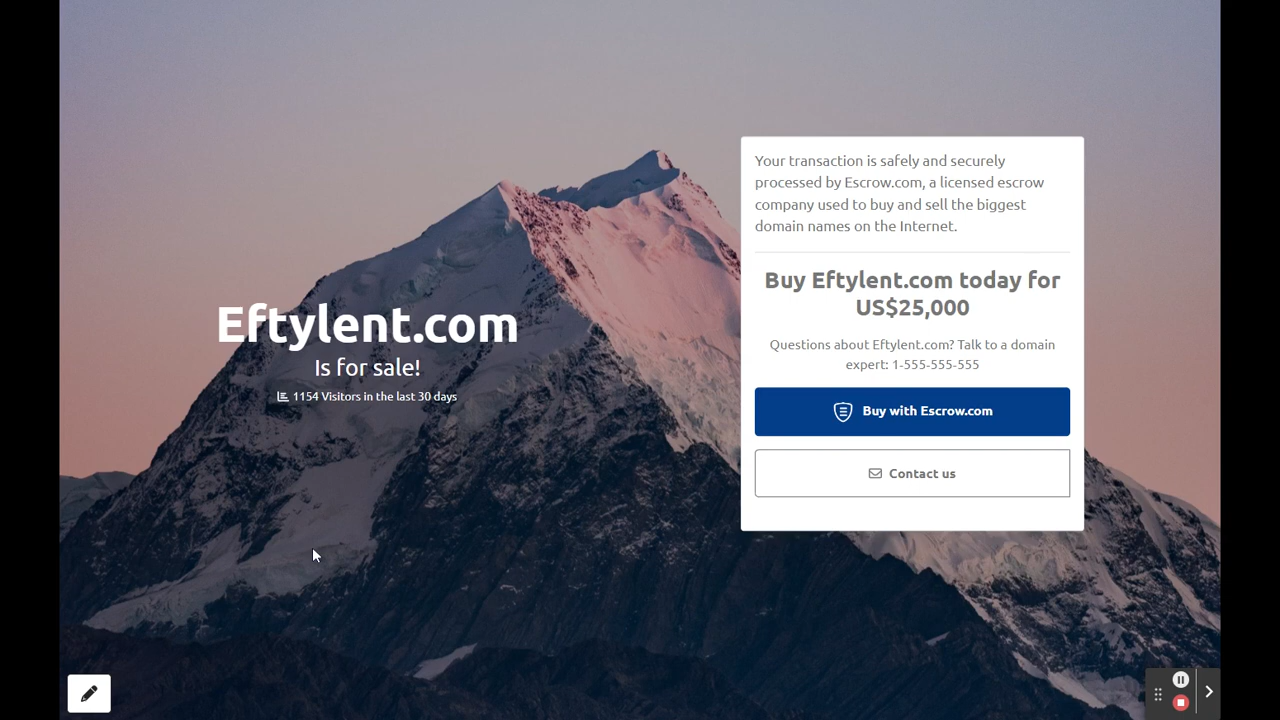 Eftylent.com
Is for sale!
1154 Visitors in the last 30 days
Your transaction is safely and securely
processed by Escrow.com, a licensed escrow
company used to buy and sell the biggest
domain names on the Internet.
Buy Eftylent.com today for
US$25,000
Questions about Eftylent.com? Talk to a domain
expert: 1-555-555-555
Buy with Escrow.com
Contact us